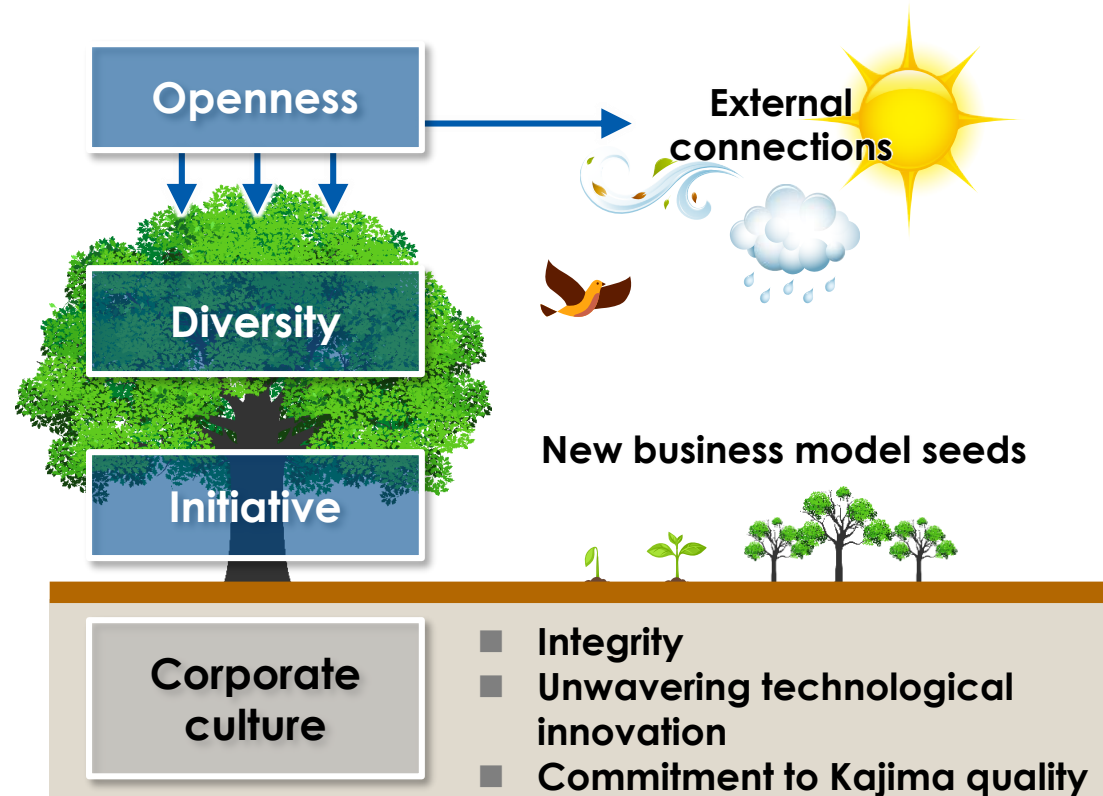 Openness
External
connections
Diversity
New business model seeds
Initiative
Corporate
culture
■ Integrity
■ Unwavering technological
innovation
■ Commitment to Kajima quality